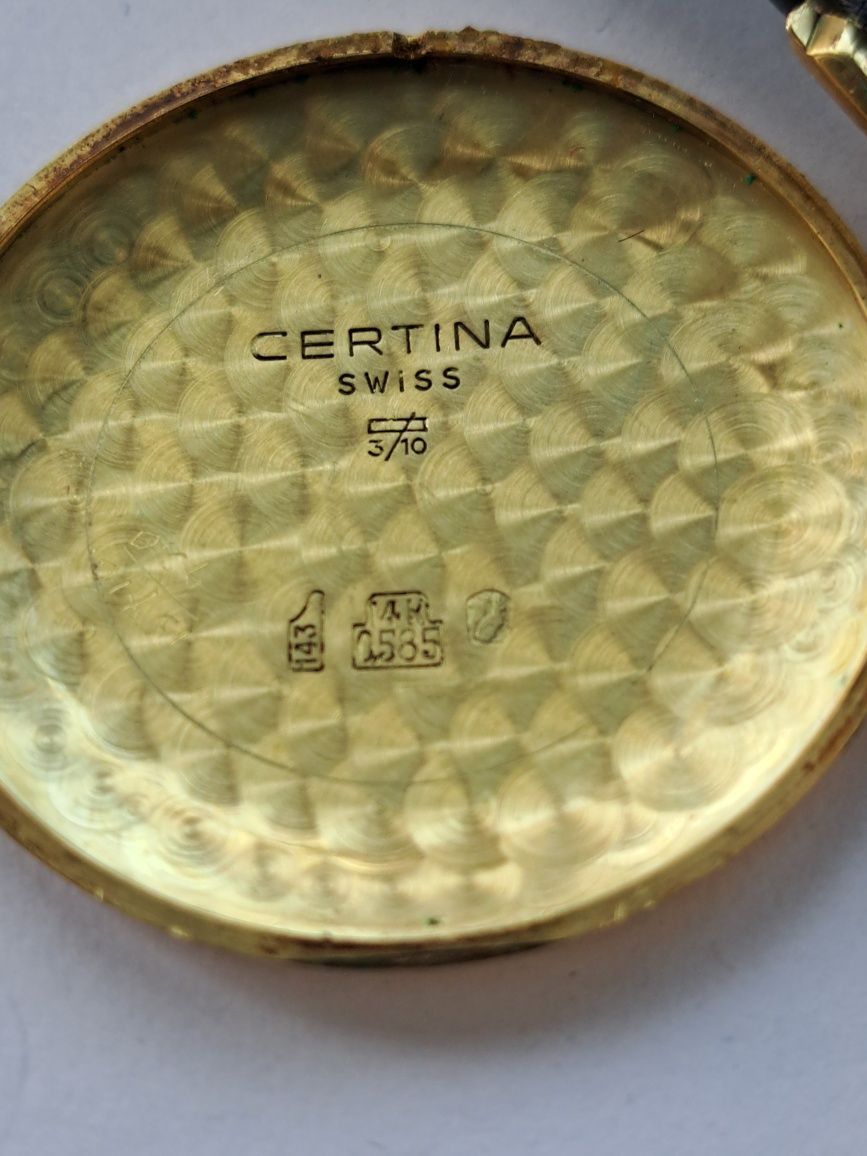 CERTINA
SWiSS
3/10
143 14K
0,585